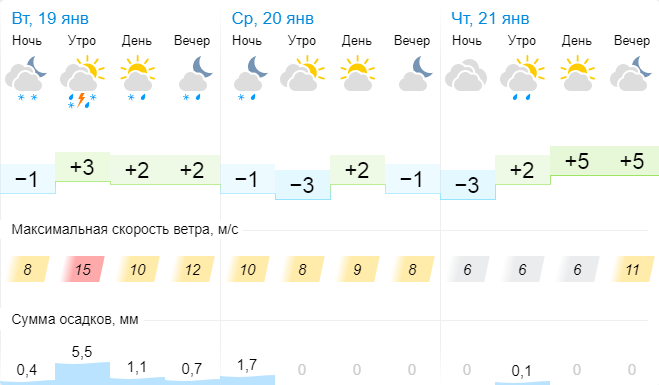 Вт, 19 янв Ср, 20 янв Чт, 21 янв
Ночь Утро День Вечер Ночь Утро День Вечер Ночь Утро День Вечер
−1 +3 +2 +2 −1 −3 +2 −1 −3 +2 +5 +5
Максимальная скорость ветра, м/с
8 15 10 12 10 8 9 8 6 6 6 11
Сумма осадков, мм
0,4 5,5 1,1 0,7 1,7 0 0 0 0 0,1 0 0